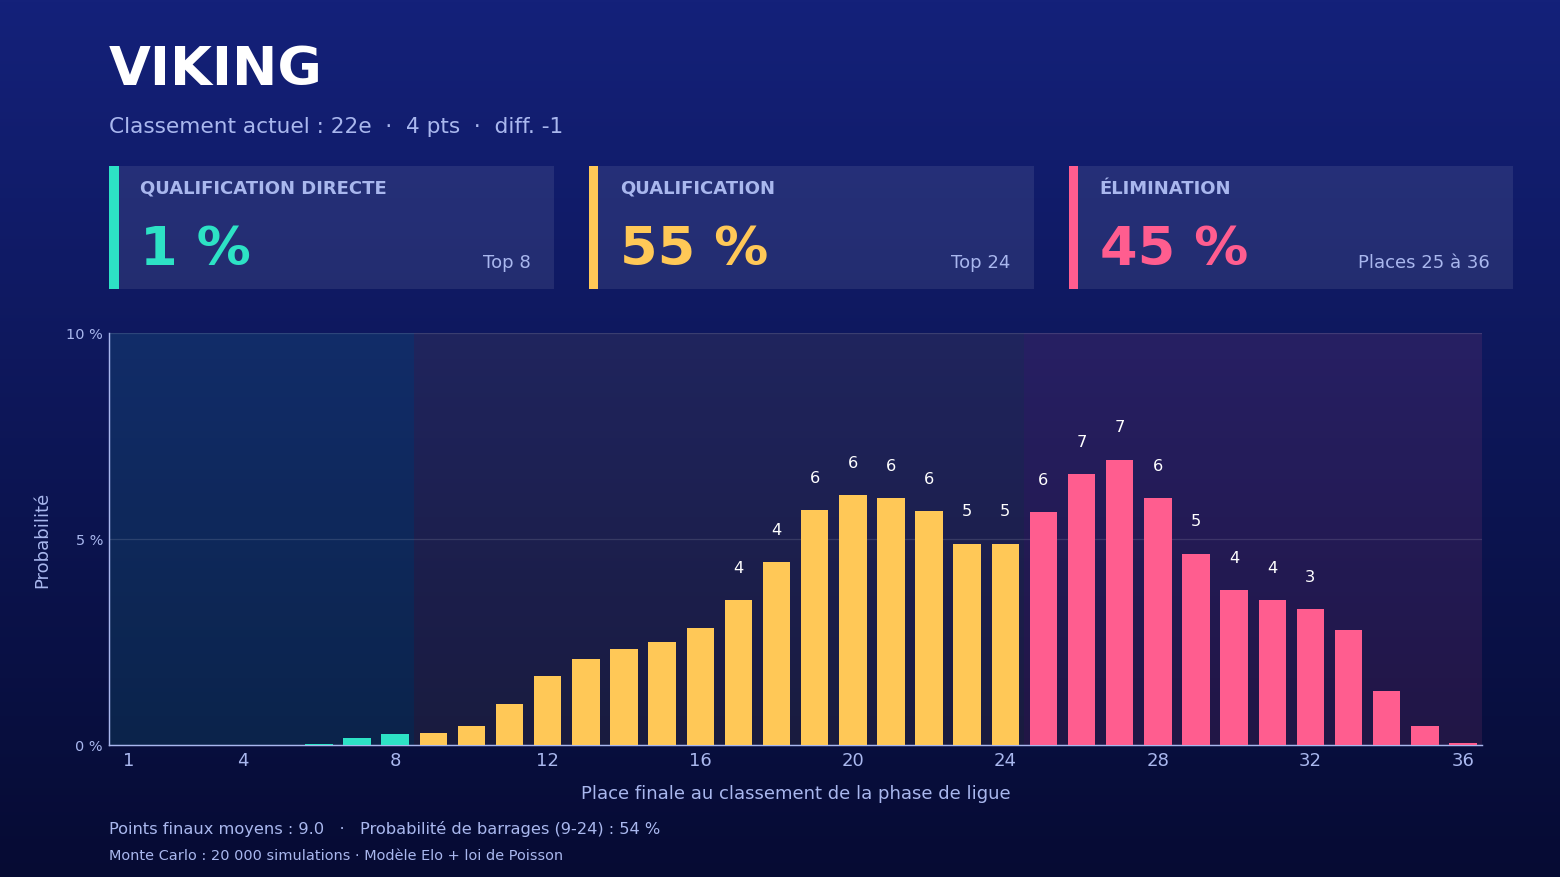 VIKING
Classement actuel : 22e · 4 pts · diff. -1
QUALIFICATION DIRECTE
1 %
Top 8
QUALIFICATION
55 %
Top 24
ÉLIMINATION
45 %
Places 25 à 36
10 %
5 %
0 %
Probabilité
4 4 6 6 6 6 5 5 6 7 7 6 5 4 4 3
1 4 8 12 16 20 24 28 32 36
Place finale au classement de la phase de ligue
Points finaux moyens : 9.0 · Probabilité de barrages (9-24) : 54 %
Monte Carlo : 20 000 simulations · Modèle Elo + loi de Poisson